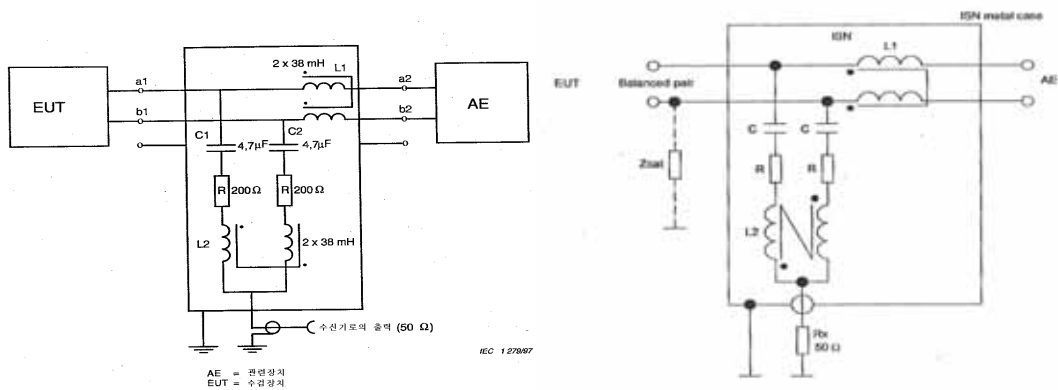 2 x 38 mH
L1
EUT
a1
b1
a2
b2
AE
C1
4,7µF
C2
4,7µF
R
200 Ω
R
200 Ω
L2
2 x 38 mH
수신기로의 출력 (50 Ω)
IEC 1 279/97
AE = 관련장치
EUT = 수검장치
ISN metal case
ISN
L1
EUT
Balanced pair
AE
C
C
Zsat
R
R
L2
Rx
50 Ω